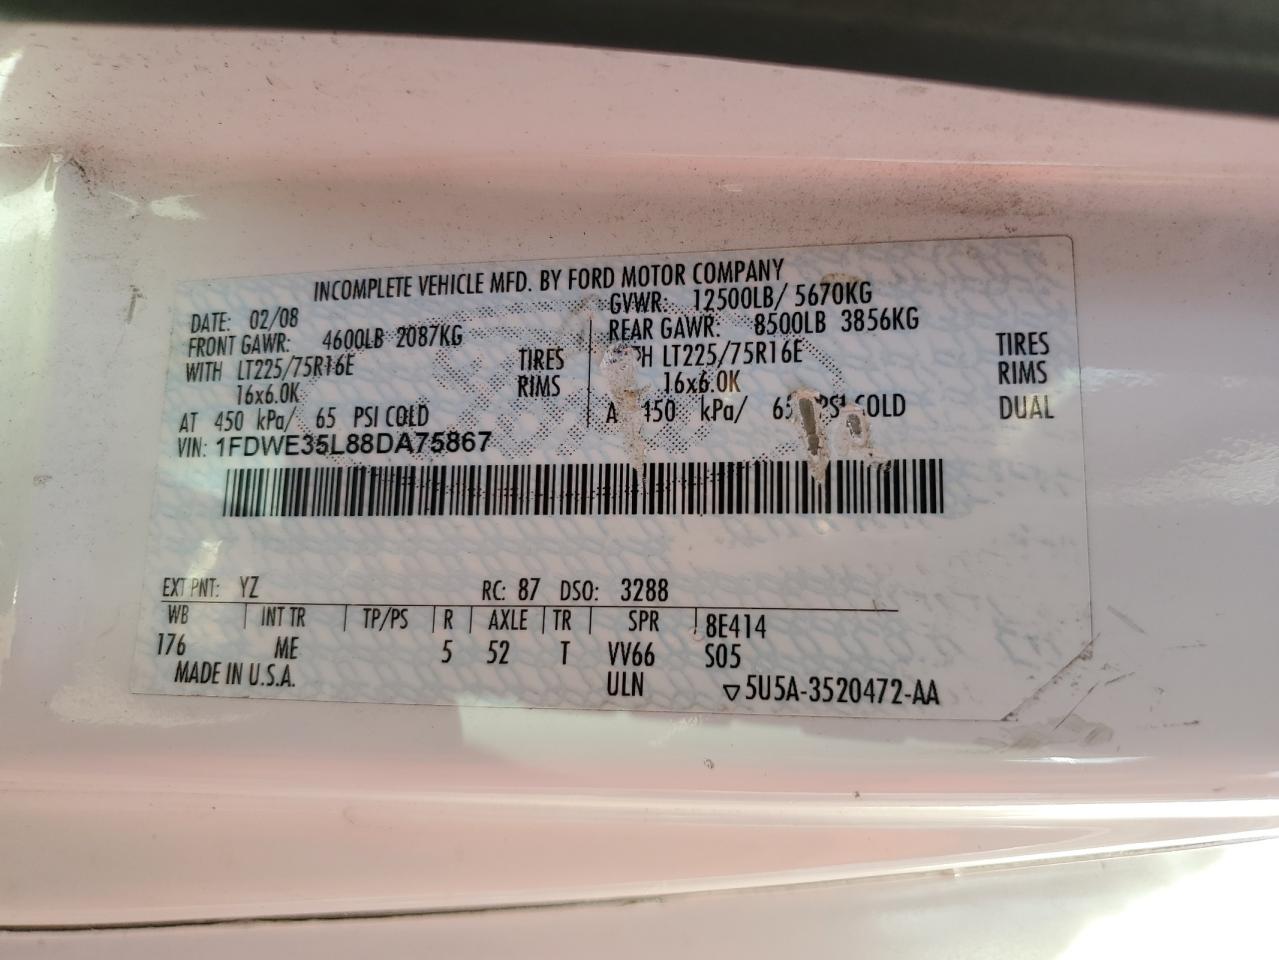 INCOMPLETE VEHICLE MFD. BY FORD MOTOR COMPANY
DATE: 02/08 GVWR: 12500LB/ 5670KG
FRONT GAWR: 4600LB 2087KG REAR GAWR: 8500LB 3856KG
WITH LT225/75R16E TIRES LT225/75R16E TIRES
16x6.0K RIMS 16x6.0K RIMS
AT 450 kPa/ 65 PSI COLD 450 kPa/ 65 PSI COLD DUAL
VIN: 1FDWE35L88DA75867
EXT PNT: YZ RC: 87 DSO: 3288
WB | INT TR | TP/PS | R | AXLE | TR | SPR | 8E414
176 ME 5 52 T VV66 S05
MADE IN U.S.A. ULN ▽5U5A-3520472-AA